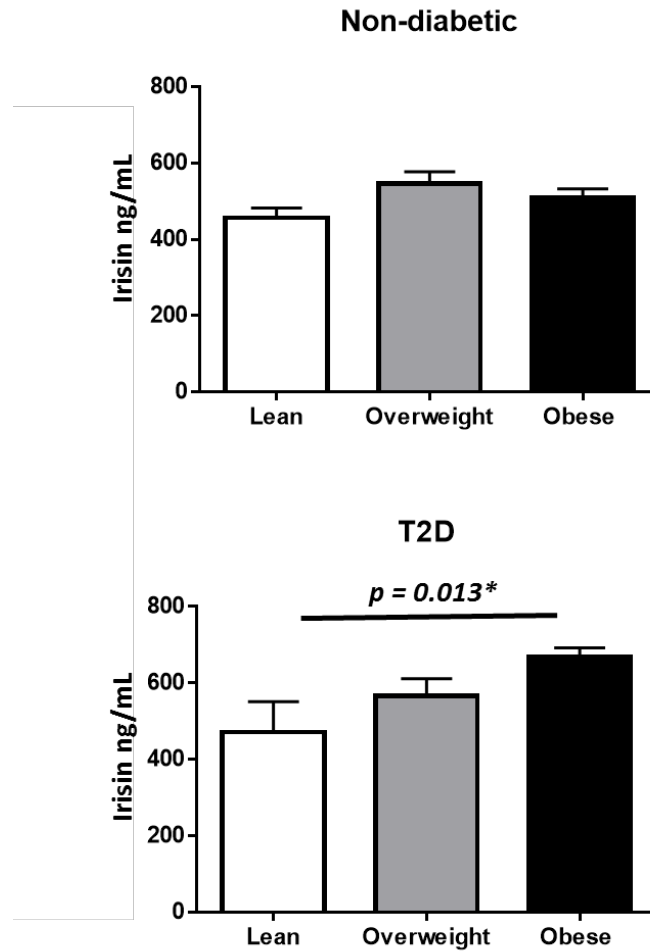 Non-diabetic
Irisin ng/mL
800
600
400
200
0
Lean Overweight Obese
T2D
p = 0.013*
Irisin ng/mL
800
600
400
200
0
Lean Overweight Obese